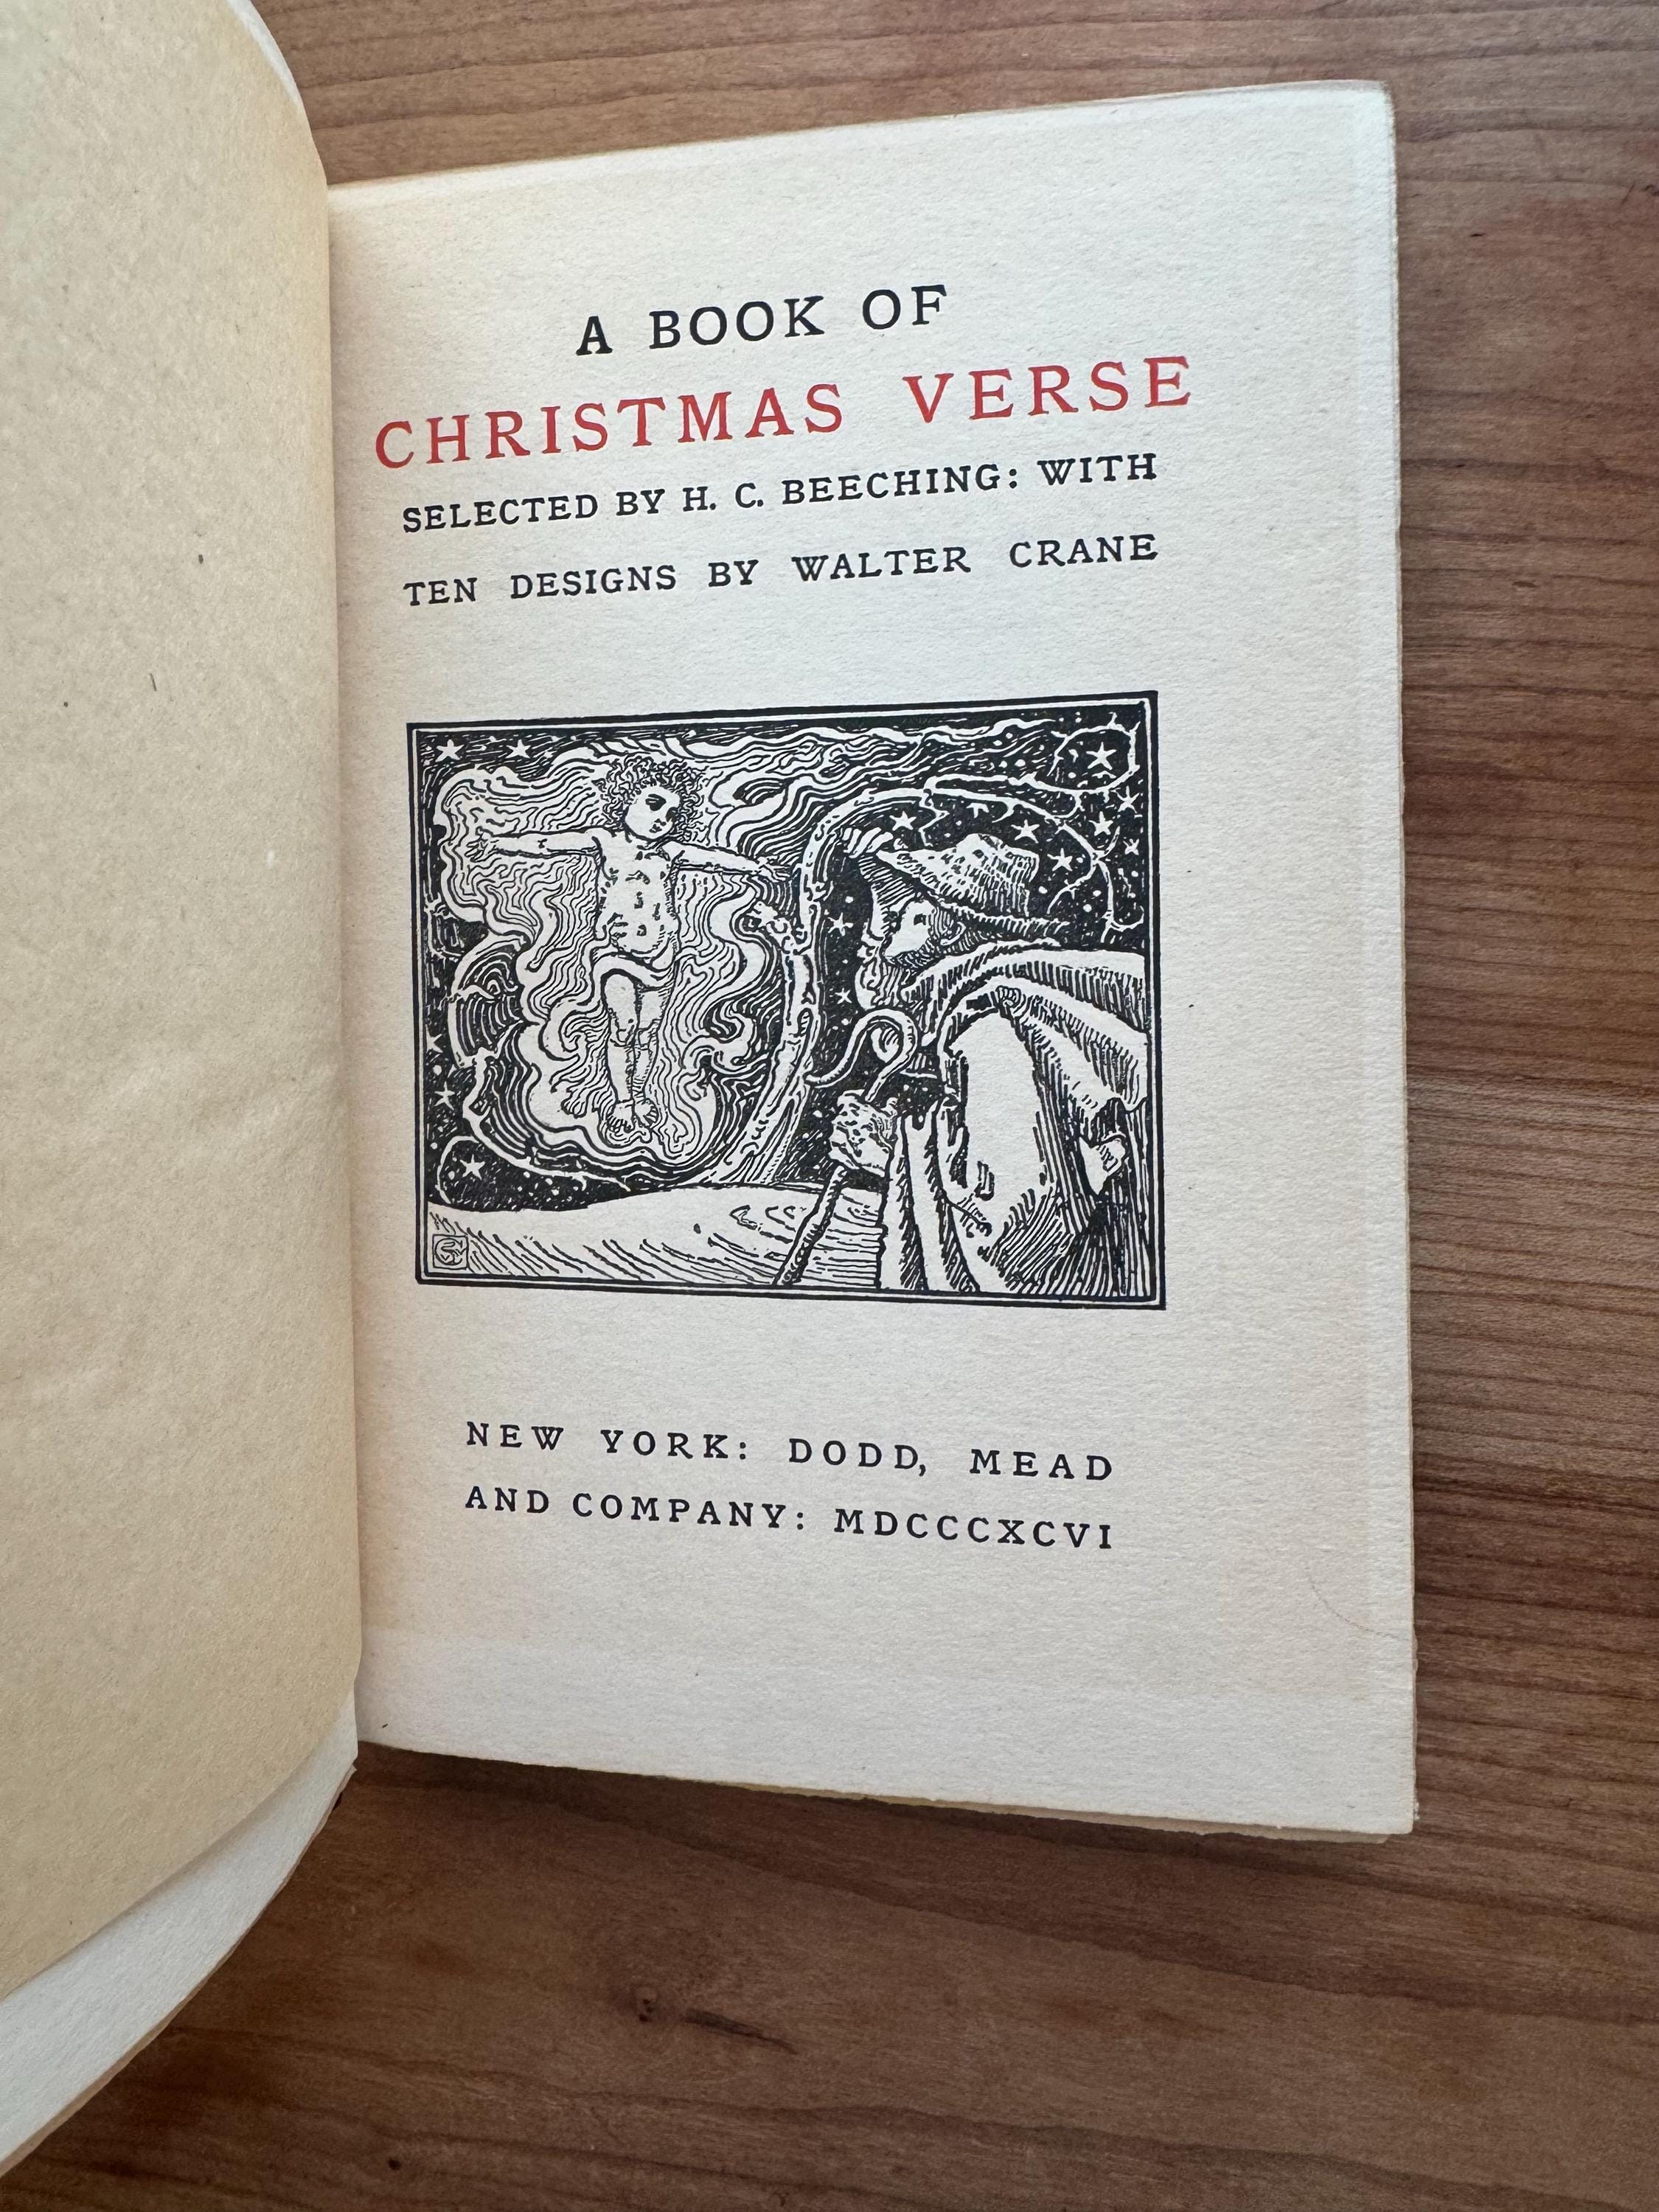 A BOOK OF
CHRISTMAS VERSE
SELECTED BY H. C. BEECHING: WITH
TEN DESIGNS BY WALTER CRANE
NEW YORK: DODD, MEAD
AND COMPANY: MDCCCXCVI